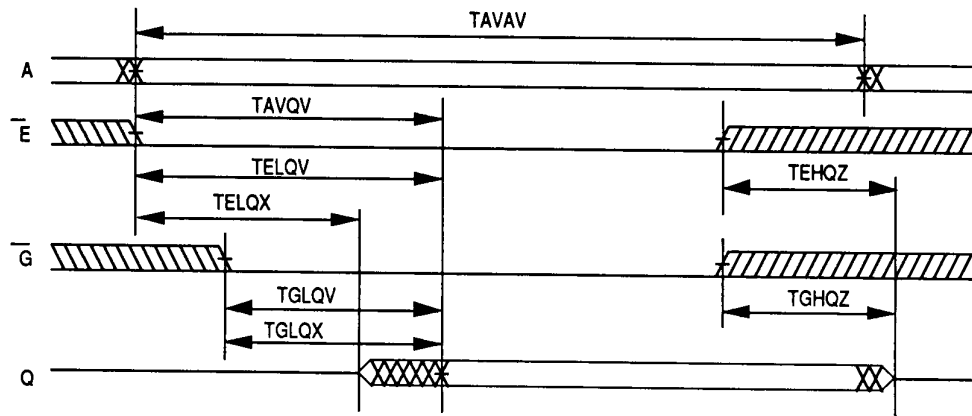 TAVAV
A
TAVQV
E̅
TELQV
TEHQZ
TELQX
G̅
TGLQV
TGHQZ
TGLQX
Q